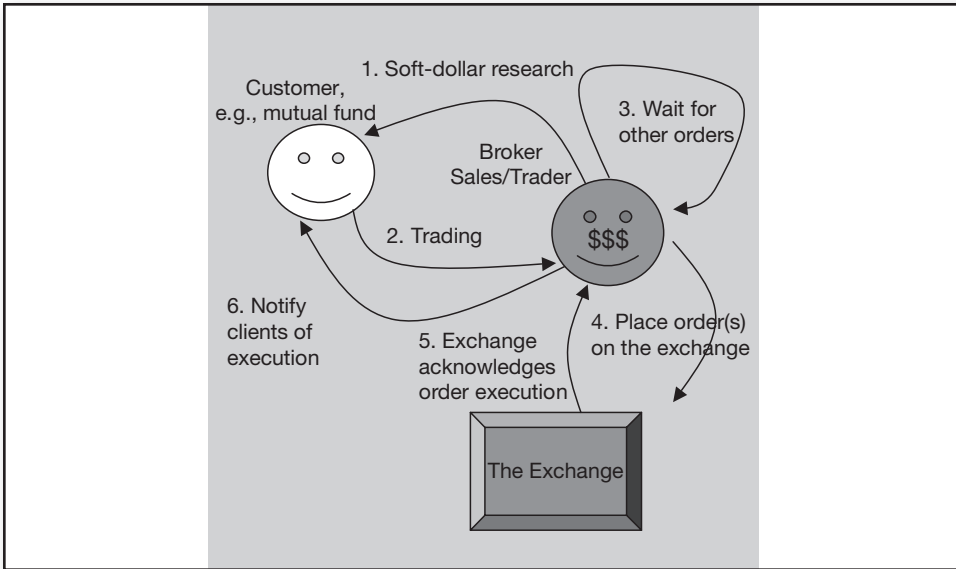 1. Soft-dollar research
Customer,
e.g., mutual fund
3. Wait for
other orders
Broker
Sales/Trader
$$$
2. Trading
6. Notify
clients of
execution
5. Exchange
acknowledges
order execution
4. Place order(s)
on the exchange
The Exchange